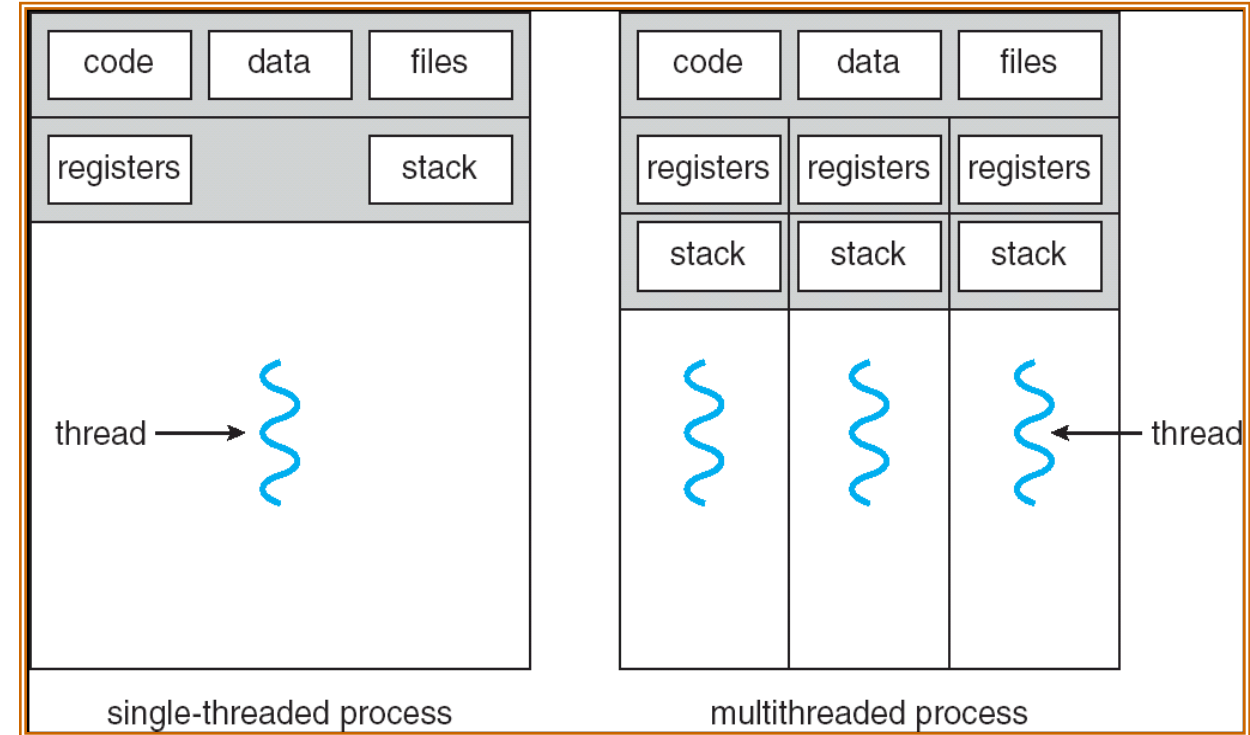 code data files
registers stack
thread
single-threaded process
code data files
registers registers registers
stack stack stack
thread
multithreaded process